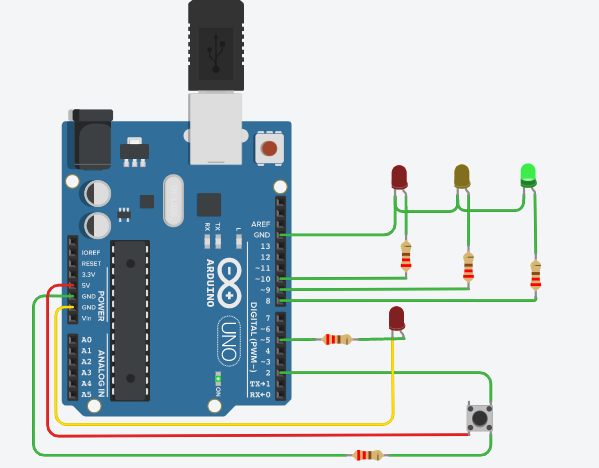 AREF
GND
13
12
~11
~10
~9
8
7
~6
~5
4
~3
2
TX→1
RX←0
DIGITAL (PWM~)
IOREF
RESET
3.3V
5V
GND
GND
Vin
POWER
A0
A1
A2
A3
A4
A5
ANALOG IN
RX
TX
L
ARDUINO
UNO
ON